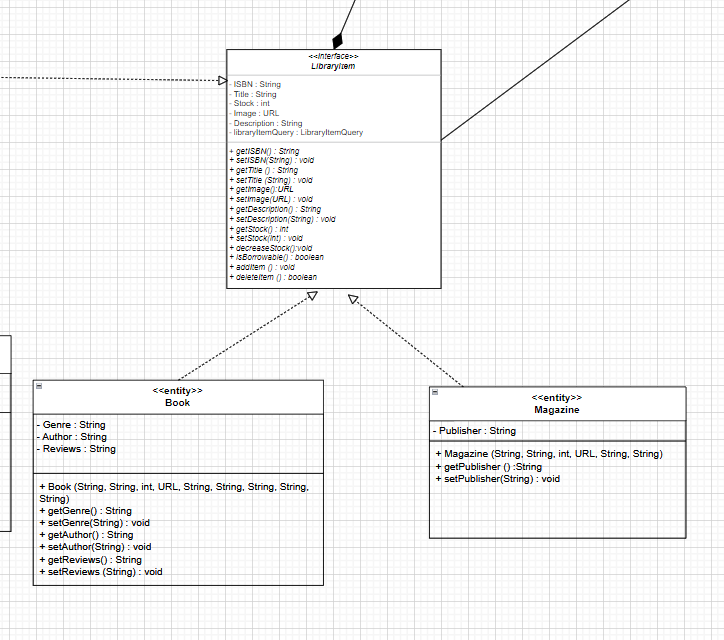 <<interface>>
LibraryItem
- ISBN : String
- Title : String
- Stock : int
- Image : URL
- Description : String
- libraryItemQuery : LibraryItemQuery
+ getISBN() : String
+ setISBN(String) : void
+ getTitle () : String
+ setTitle (String) : void
+ getImage():URL
+ setImage(URL) : void
+ getDescription() : String
+ setDescription(String) : void
+ getStock() : int
+ setStock(int) : void
+ decreaseStock():void
+ isBorrowable() : boolean
+ addItem () : void
+ deleteItem () : boolean
<<entity>>
Book
- Genre : String
- Author : String
- Reviews : String
+ Book (String, String, int, URL, String, String, String, String,
String)
+ getGenre() : String
+ setGenre(String) : void
+ getAuthor() : String
+ setAuthor(String) : void
+ getReviews() : String
+ setReviews (String) : void
<<entity>>
Magazine
- Publisher : String
+ Magazine (String, String, int, URL, String, String)
+ getPublisher () :String
+ setPublisher(String) : void